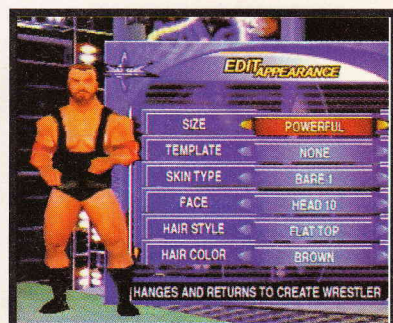 EDIT APPEARANCE
SIZE POWERFUL
TEMPLATE NONE
SKIN TYPE BARE 1
FACE HEAD 10
HAIR STYLE FLAT TOP
HAIR COLOR BROWN
HANGES AND RETURNS TO CREATE WRESTLER